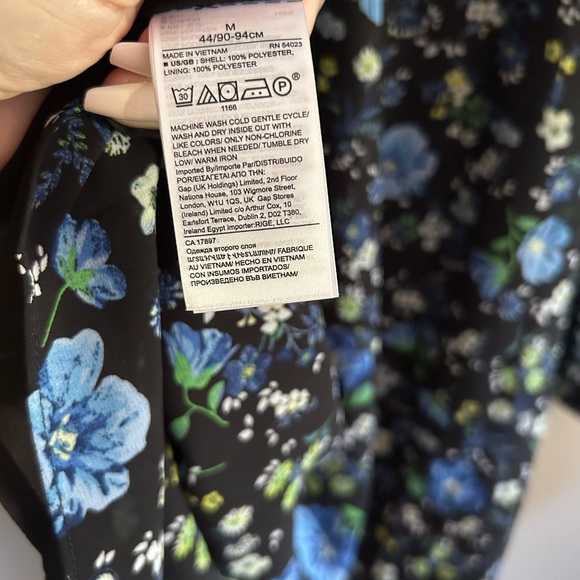 M
44/90-94CM
MADE IN VIETNAM RN 54023
■ US/GB : SHELL: 100% POLYESTER,
LINING: 100% POLYESTER
30 P ®
1166
MACHINE WASH COLD GENTLE CYCLE/
WASH AND DRY INSIDE OUT WITH
LIKE COLORS/ ONLY NON-CHLORINE
BLEACH WHEN NEEDED/ TUMBLE DRY
LOW/ WARM IRON
Imported By/Importe Par/DISTRIBUIDO
POR/ΕΙΣΑΓΕΤΑΙ ΑΠΟ ΤΗΝ:
Gap (UK Holdings) Limited, 2nd Floor
Nations House, 103 Wigmore Street,
London, W1U 1QS. UK Gap Stores
(Ireland) Limited c/o Arthur Cox, 10
Earlsfort Terrace, Dublin 2, D02 T380,
Ireland Egypt importer:RIGE, LLC
CA 17897
Одежда второго слоя
ԱՐՏԱԴՐՎԱԾ Է ՎԻԵՏՆԱՄՈՒՄ/ FABRIQUÉ
AU VIETNAM/ HECHO EN VIETNAM
CON INSUMOS IMPORTADOS/
ПРОИЗВЕДЕНО ВЪВ ВИЕТНАМ/